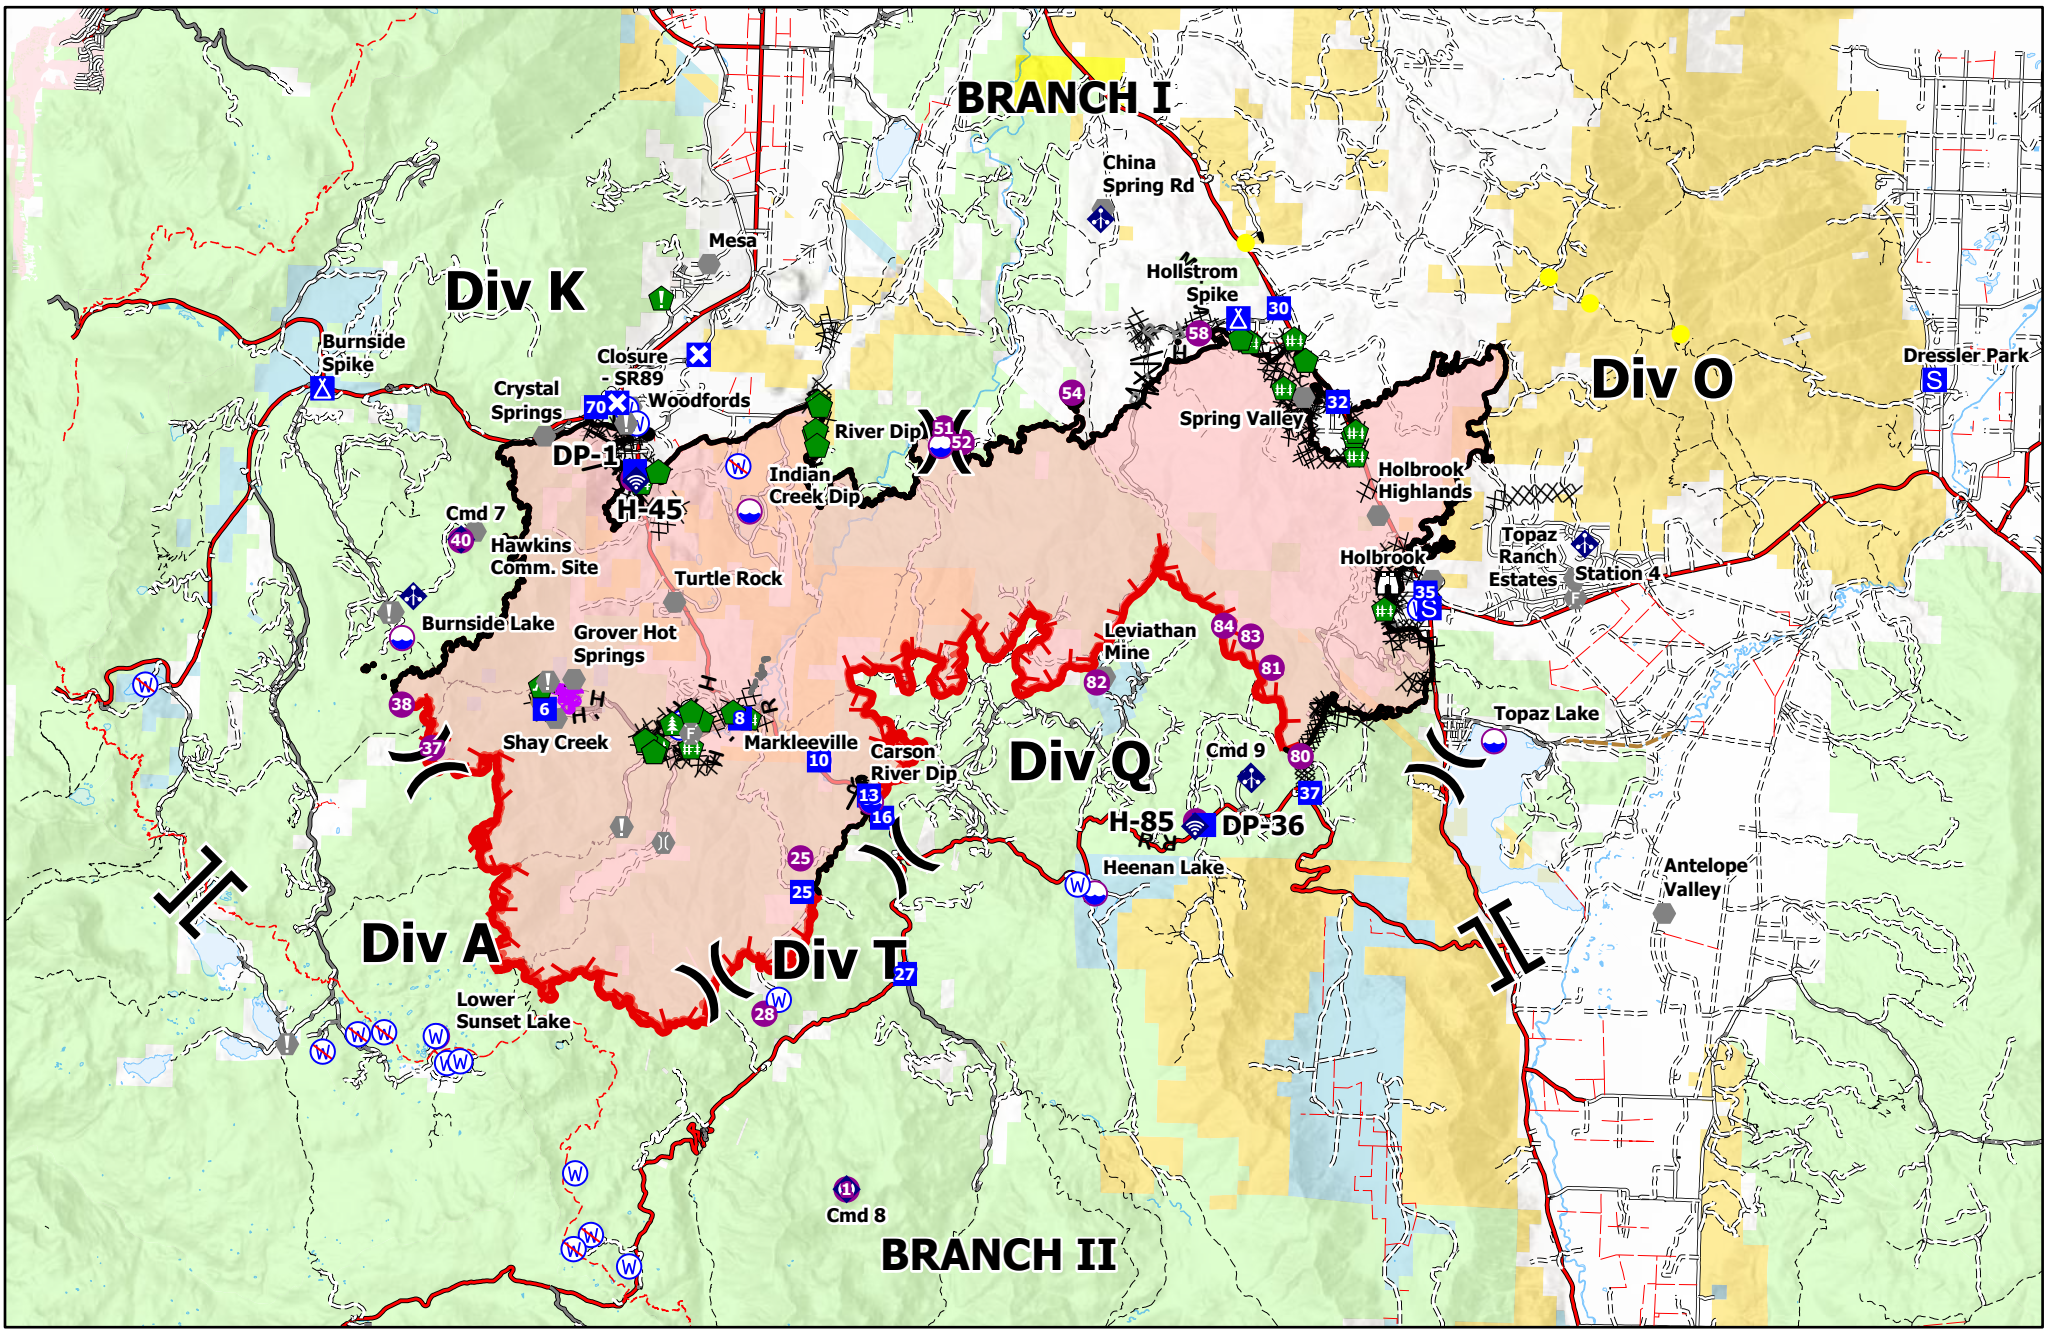 BRANCH I
China
Spring Rd
Mesa
Div K
Hollstrom
Spike
30
Burnside
Spike
Closure
- SR89
Crystal
Springs
70
Woodfords
W
W
58
Div O
Dressler Park
S
54
32
Spring Valley
51
52
River Dip
DP-1
W
Indian
Creek Dip
H-45
Holbrook
Highlands
Cmd 7
40
Hawkins
Comm. Site
Topaz
Ranch
Estates
Holbrook
Station 4
F
35
S
Turtle Rock
Burnside Lake
Grover Hot
Springs
84
83
81
Leviathan
Mine
82
W
38
37
6
H
H
H
H
R
8
F
Shay Creek
Markleeville
10
Carson
River Dip
13
16
Topaz Lake
Div Q
Cmd 9
80
37
H-85
DP-36
R
R
Heenan Lake
W
25
25
Antelope
Valley
Div A
Div T
27
W
28
Lower
Sunset Lake
W
W
W
W
W
W
W
W
W
W
Cmd 8
BRANCH II